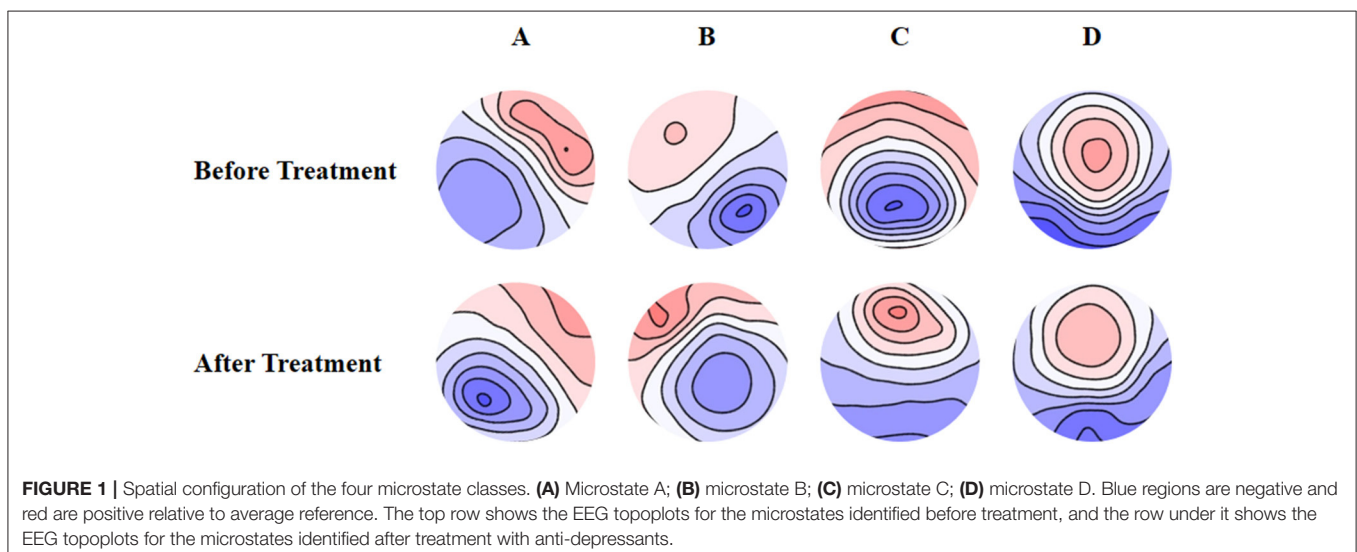 A B C D
Before Treatment
After Treatment
FIGURE 1 | Spatial configuration of the four microstate classes. (A) Microstate A; (B) microstate B; (C) microstate C; (D) microstate D. Blue regions are negative and
red are positive relative to average reference. The top row shows the EEG topoplots for the microstates identified before treatment, and the row under it shows the
EEG topoplots for the microstates identified after treatment with anti-depressants.